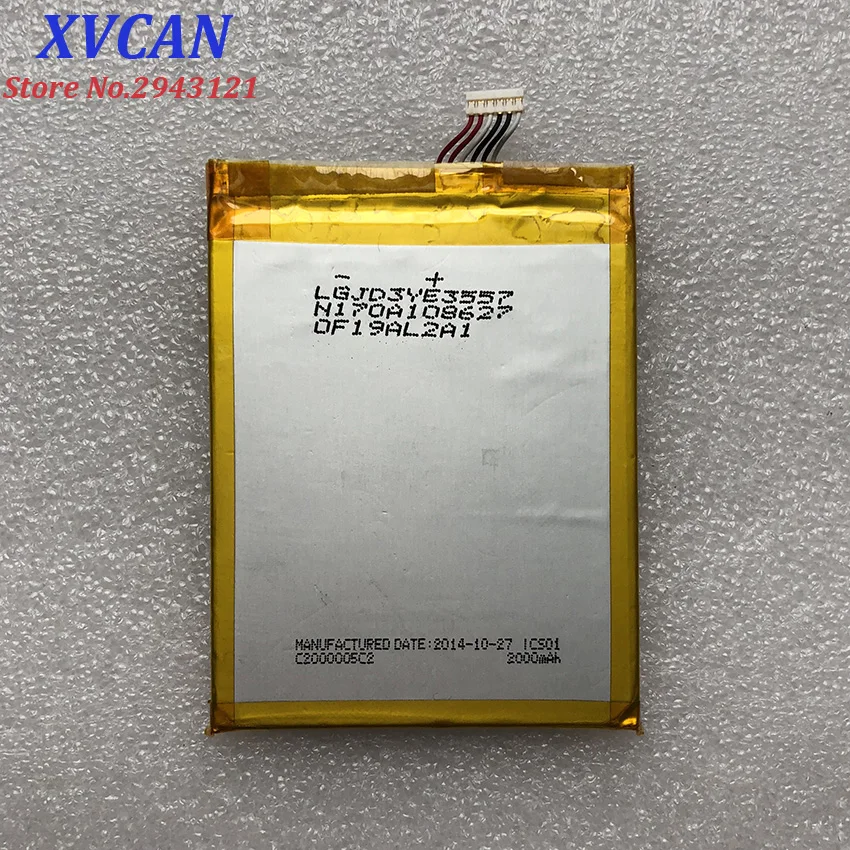 XVCAN
Store No.2943121
- +
LGJD3YE3557
N170A108627
OF19AL2A1
MANUFACTURED DATE:2014-10-27 ICS01
C2000005C2 2000mAh